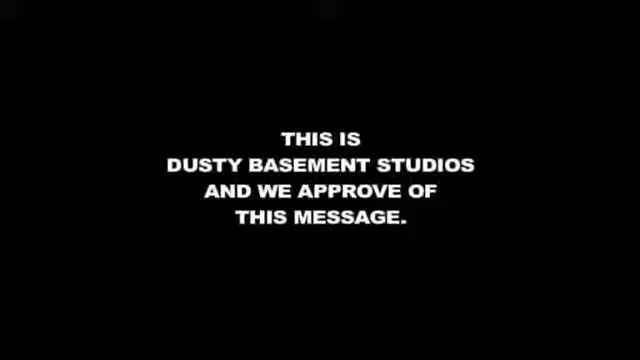 THIS IS
DUSTY BASEMENT STUDIOS
AND WE APPROVE OF
THIS MESSAGE.